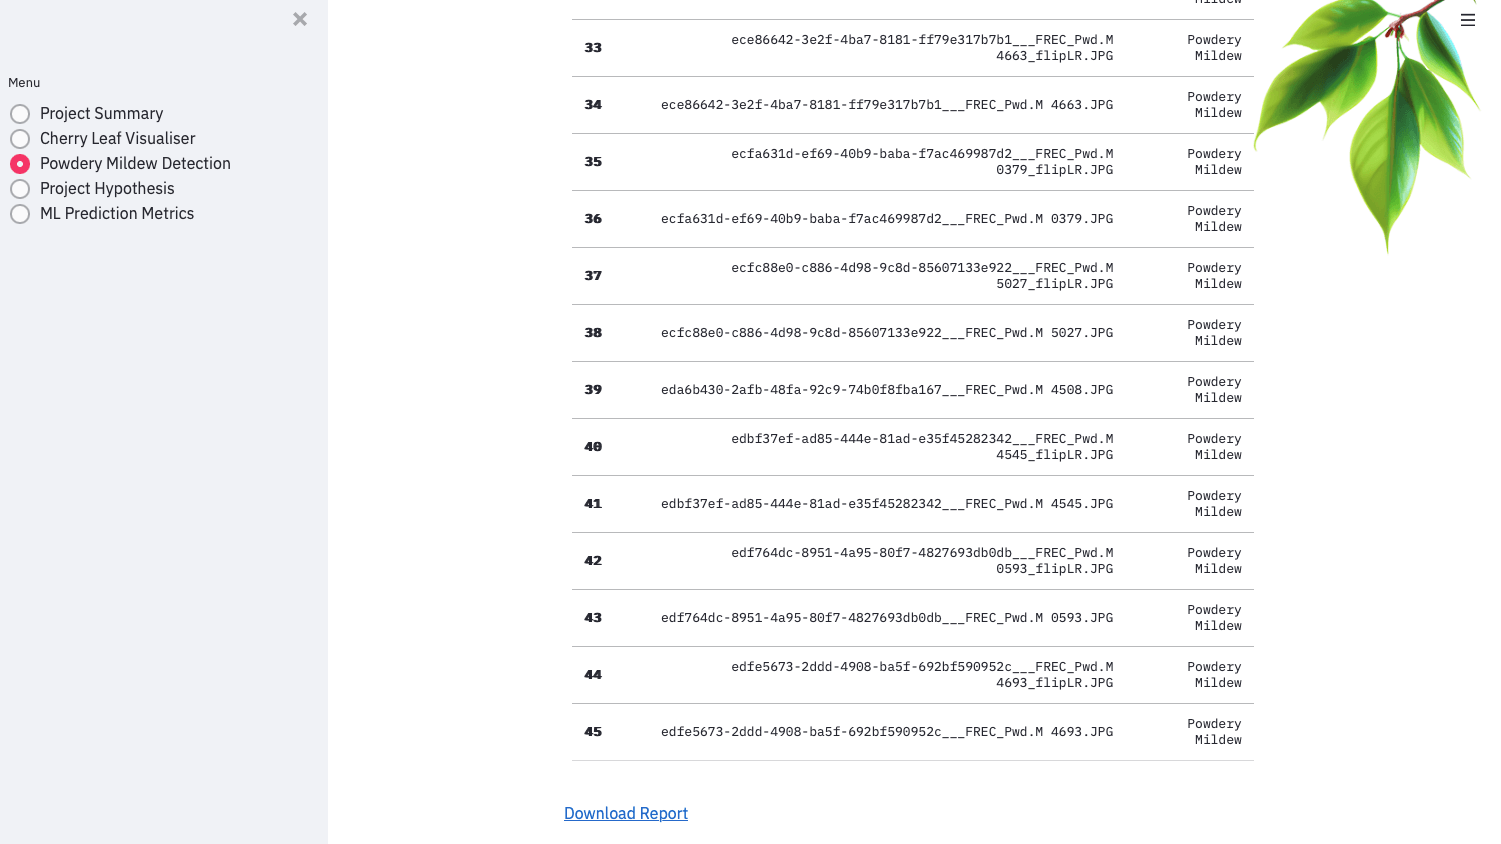 Menu
Project Summary
Cherry Leaf Visualiser
Powdery Mildew Detection
Project Hypothesis
ML Prediction Metrics
Mildew
33 ece86642-3e2f-4ba7-8181-ff79e317b7b1___FREC_Pwd.M Powdery
4663_flipLR.JPG Mildew
34 ece86642-3e2f-4ba7-8181-ff79e317b7b1___FREC_Pwd.M 4663.JPG Powdery
Mildew
35 ecfa631d-ef69-40b9-baba-f7ac469987d2___FREC_Pwd.M Powdery
0379_flipLR.JPG Mildew
36 ecfa631d-ef69-40b9-baba-f7ac469987d2___FREC_Pwd.M 0379.JPG Powdery
Mildew
37 ecfc88e0-c886-4d98-9c8d-85607133e922___FREC_Pwd.M Powdery
5027_flipLR.JPG Mildew
38 ecfc88e0-c886-4d98-9c8d-85607133e922___FREC_Pwd.M 5027.JPG Powdery
Mildew
39 eda6b430-2afb-48fa-92c9-74b0f8fba167___FREC_Pwd.M 4508.JPG Powdery
Mildew
40 edbf37ef-ad85-444e-81ad-e35f45282342___FREC_Pwd.M Powdery
4545_flipLR.JPG Mildew
41 edbf37ef-ad85-444e-81ad-e35f45282342___FREC_Pwd.M 4545.JPG Powdery
Mildew
42 edf764dc-8951-4a95-80f7-4827693db0db___FREC_Pwd.M Powdery
0593_flipLR.JPG Mildew
43 edf764dc-8951-4a95-80f7-4827693db0db___FREC_Pwd.M 0593.JPG Powdery
Mildew
44 edfe5673-2ddd-4908-ba5f-692bf590952c___FREC_Pwd.M Powdery
4693_flipLR.JPG Mildew
45 edfe5673-2ddd-4908-ba5f-692bf590952c___FREC_Pwd.M 4693.JPG Powdery
Mildew
Download Report